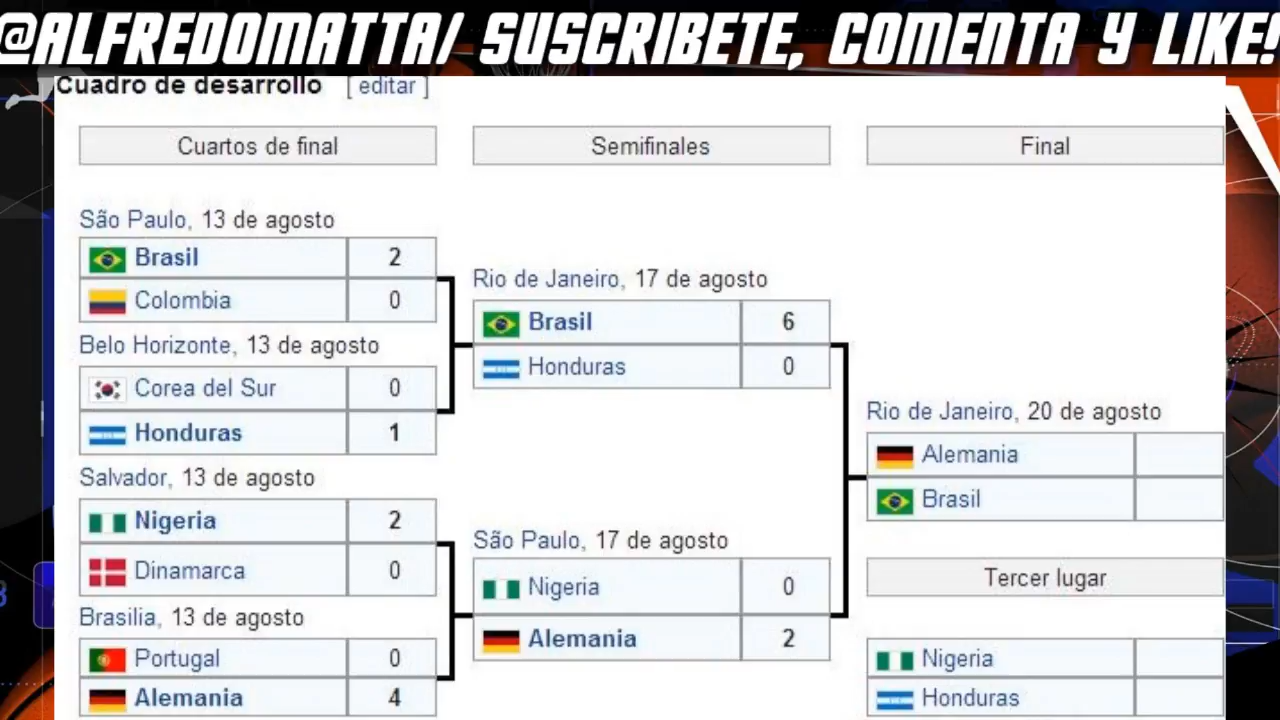 @ALFREDOMATTA/ SUSCRIBETE, COMENTA Y LIKE!
Cuadro de desarrollo [ editar ]
Cuartos de final
Semifinales
Final
São Paulo, 13 de agosto
Brasil 2
Colombia 0
Belo Horizonte, 13 de agosto
Corea del Sur 0
Honduras 1
Salvador, 13 de agosto
Nigeria 2
Dinamarca 0
Brasilia, 13 de agosto
Portugal 0
Alemania 4
Rio de Janeiro, 17 de agosto
Brasil 6
Honduras 0
São Paulo, 17 de agosto
Nigeria 0
Alemania 2
Rio de Janeiro, 20 de agosto
Alemania
Brasil
Tercer lugar
Nigeria
Honduras